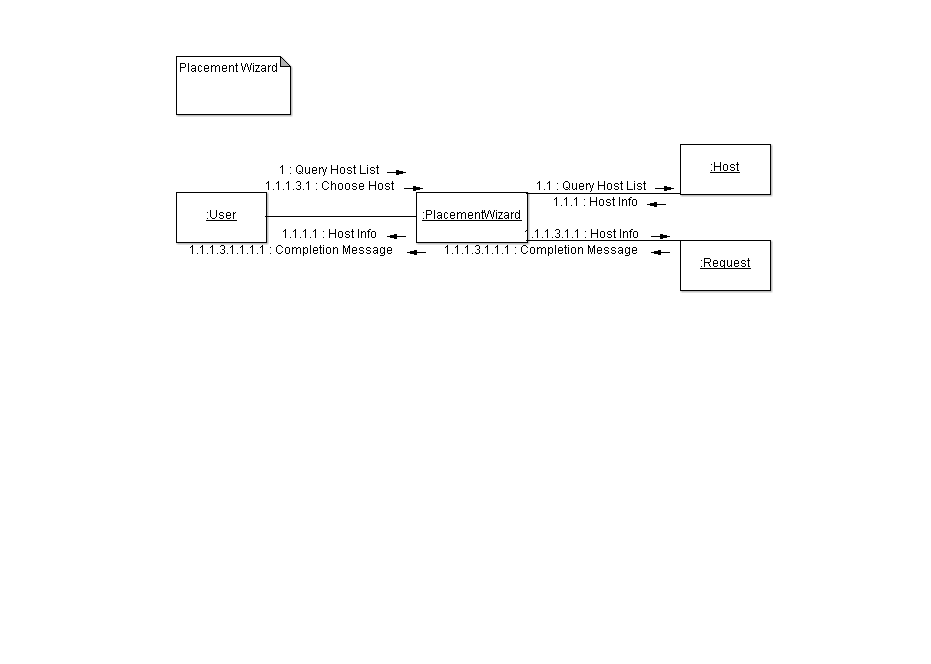 Placement Wizard
:Host
1 : Query Host List
1.1.1.3.1 : Choose Host
1.1 : Query Host List
1.1.1 : Host Info
:User
:PlacementWizard
1.1.1.1 : Host Info
1.1.1.3.1.1 : Host Info
1.1.1.3.1.1.1.1 : Completion Message
1.1.1.3.1.1.1 : Completion Message
:Request